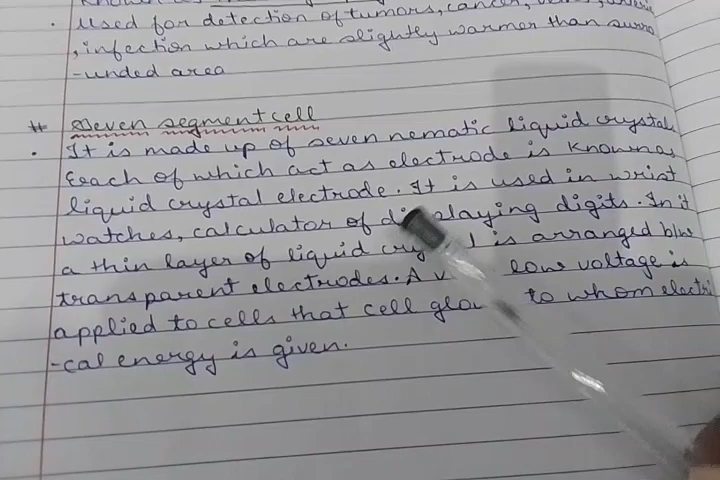 Used for detection of tumors, cancer,
, infection which are slightly warmer than surro
-unded area
# Seven segment cell
. It is made up of seven nematic liquid crystal.
Each of which act as electrode is known as
liquid crystal electrode. It is used in wrist
watches, calculator of displaying digits. In it
a thin layer of liquid crystal is arranged b/w
transparent electrodes. A low voltage is
applied to cells that cell glow to whom electri
-cal energy is given.